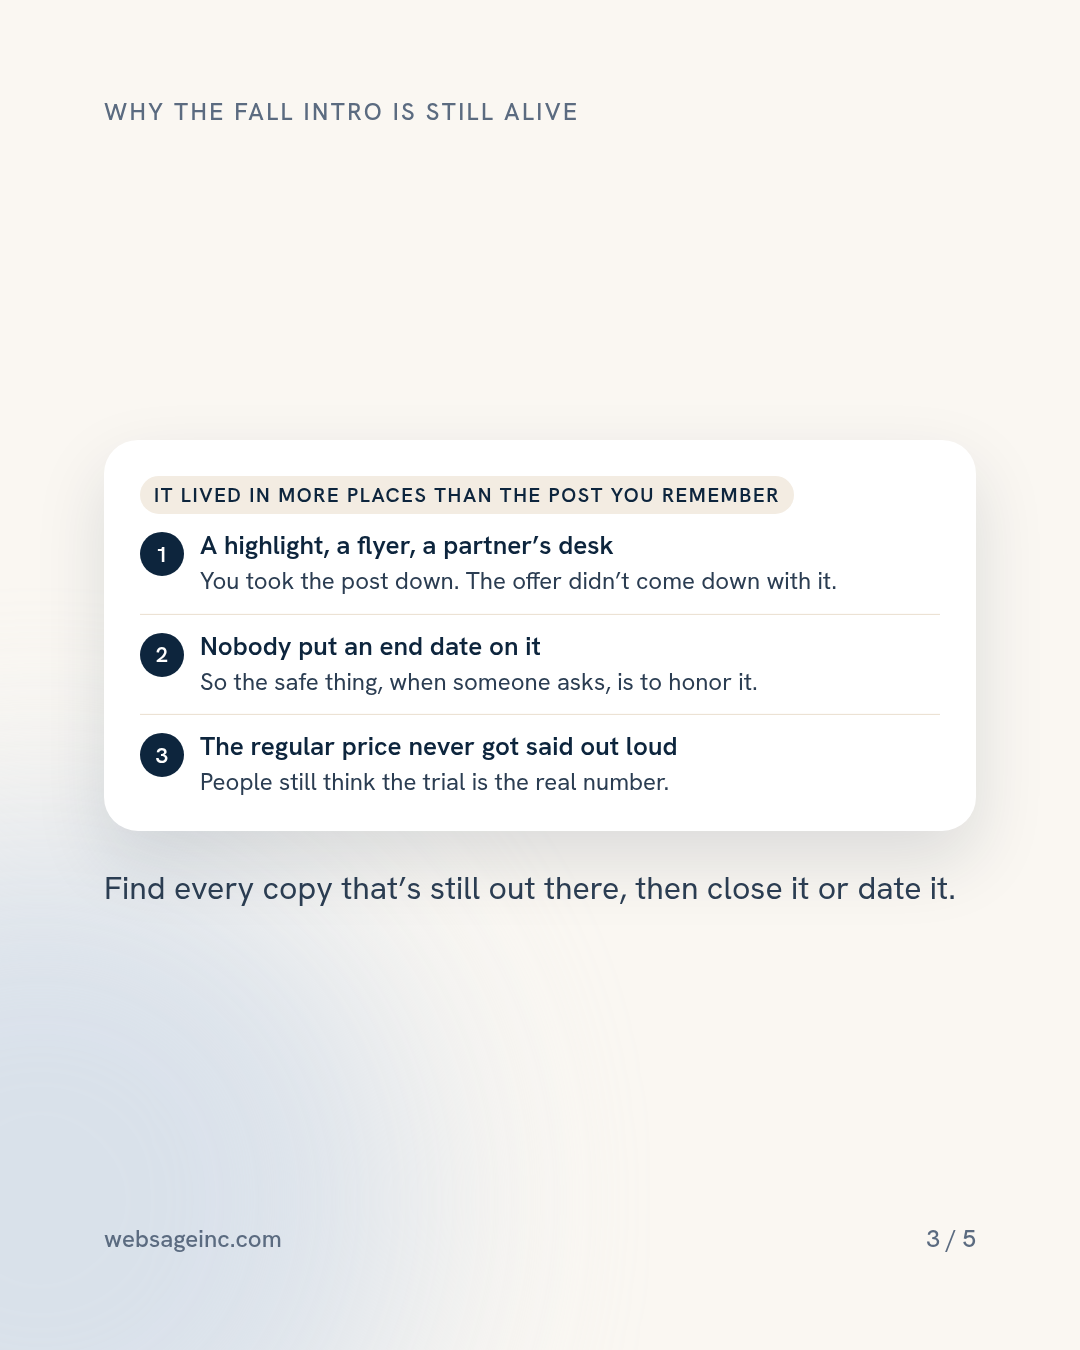 WHY THE FALL INTRO IS STILL ALIVE
IT LIVED IN MORE PLACES THAN THE POST YOU REMEMBER
1
A highlight, a flyer, a partner’s desk
You took the post down. The offer didn’t come down with it.
2
Nobody put an end date on it
So the safe thing, when someone asks, is to honor it.
3
The regular price never got said out loud
People still think the trial is the real number.
Find every copy that’s still out there, then close it or date it.
websageinc.com
3 / 5